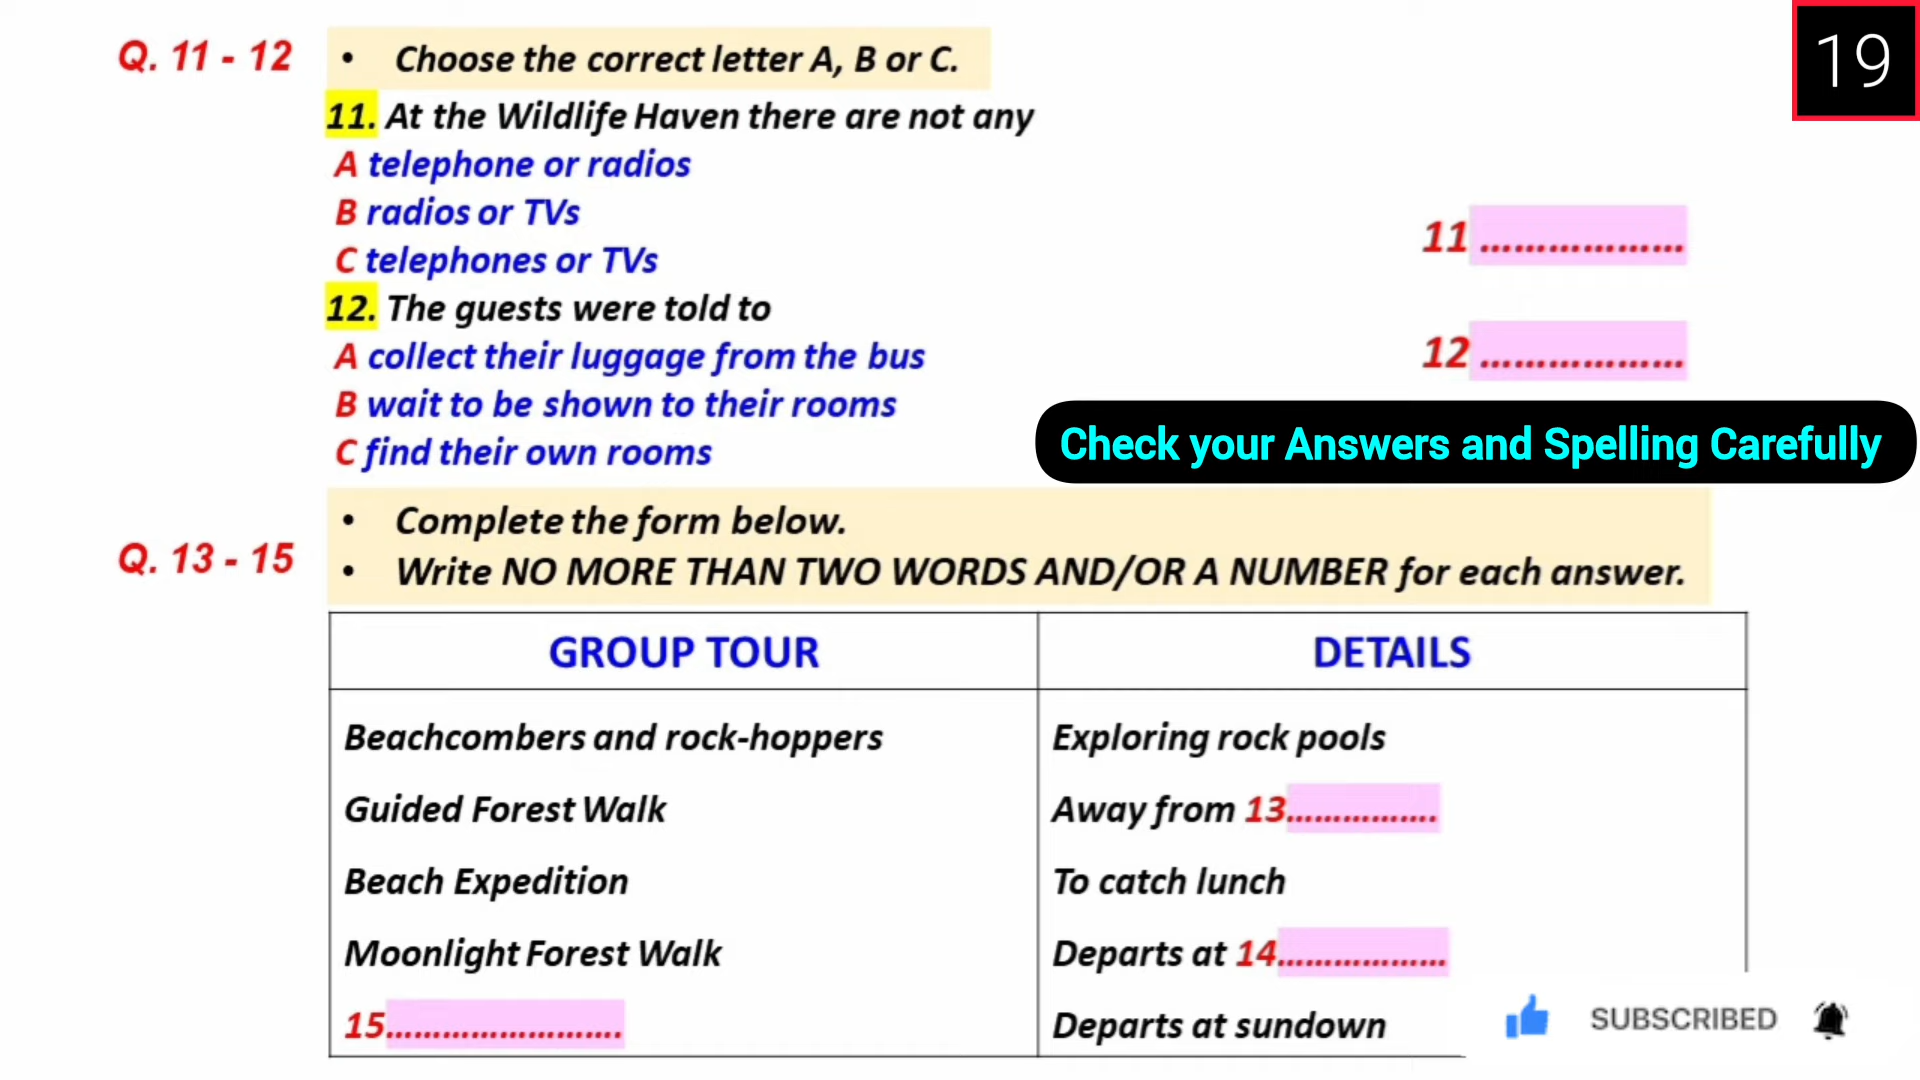 19
Q. 11 - 12
• Choose the correct letter A, B or C.
11. At the Wildlife Haven there are not any
A telephone or radios
B radios or TVs
C telephones or TVs
11 ..................
12. The guests were told to
A collect their luggage from the bus
B wait to be shown to their rooms
C find their own rooms
12 ..................
Check your Answers and Spelling Carefully
Q. 13 - 15
• Complete the form below.
• Write NO MORE THAN TWO WORDS AND/OR A NUMBER for each answer.
GROUP TOUR DETAILS
Beachcombers and rock-hoppers Exploring rock pools
Guided Forest Walk Away from 13................
Beach Expedition To catch lunch
Moonlight Forest Walk Departs at 14..................
15......................... Departs at sundown
SUBSCRIBED